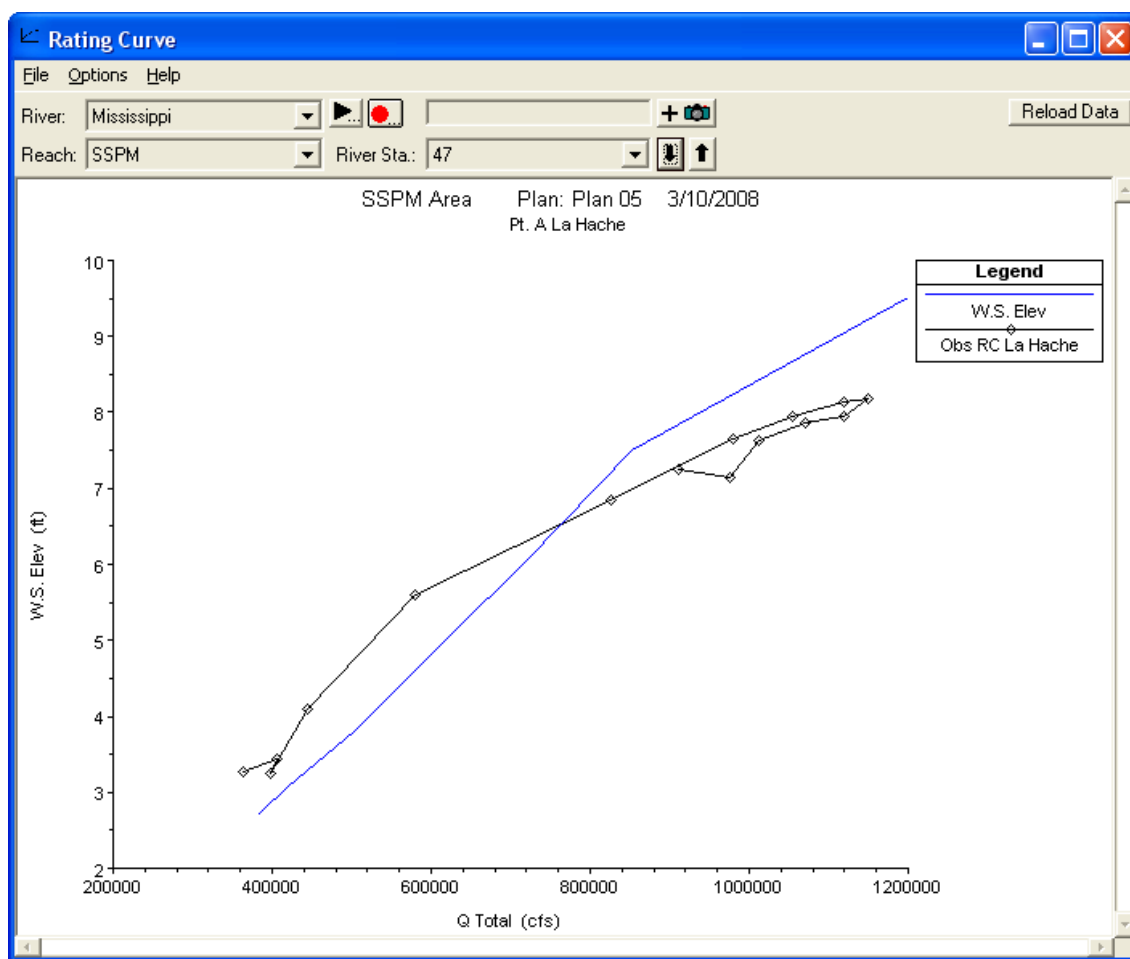 Rating Curve
File Options Help
River: Mississippi ... ... + Reload Data
Reach: SSPM River Sta.: 47
SSPM Area Plan: Plan 05 3/10/2008
Pt. A La Hache
Legend
W.S. Elev
Obs RC La Hache
W.S. Elev (ft)
10
9
8
7
6
5
4
3
2
200000 400000 600000 800000 1000000 1200000
Q Total (cfs)